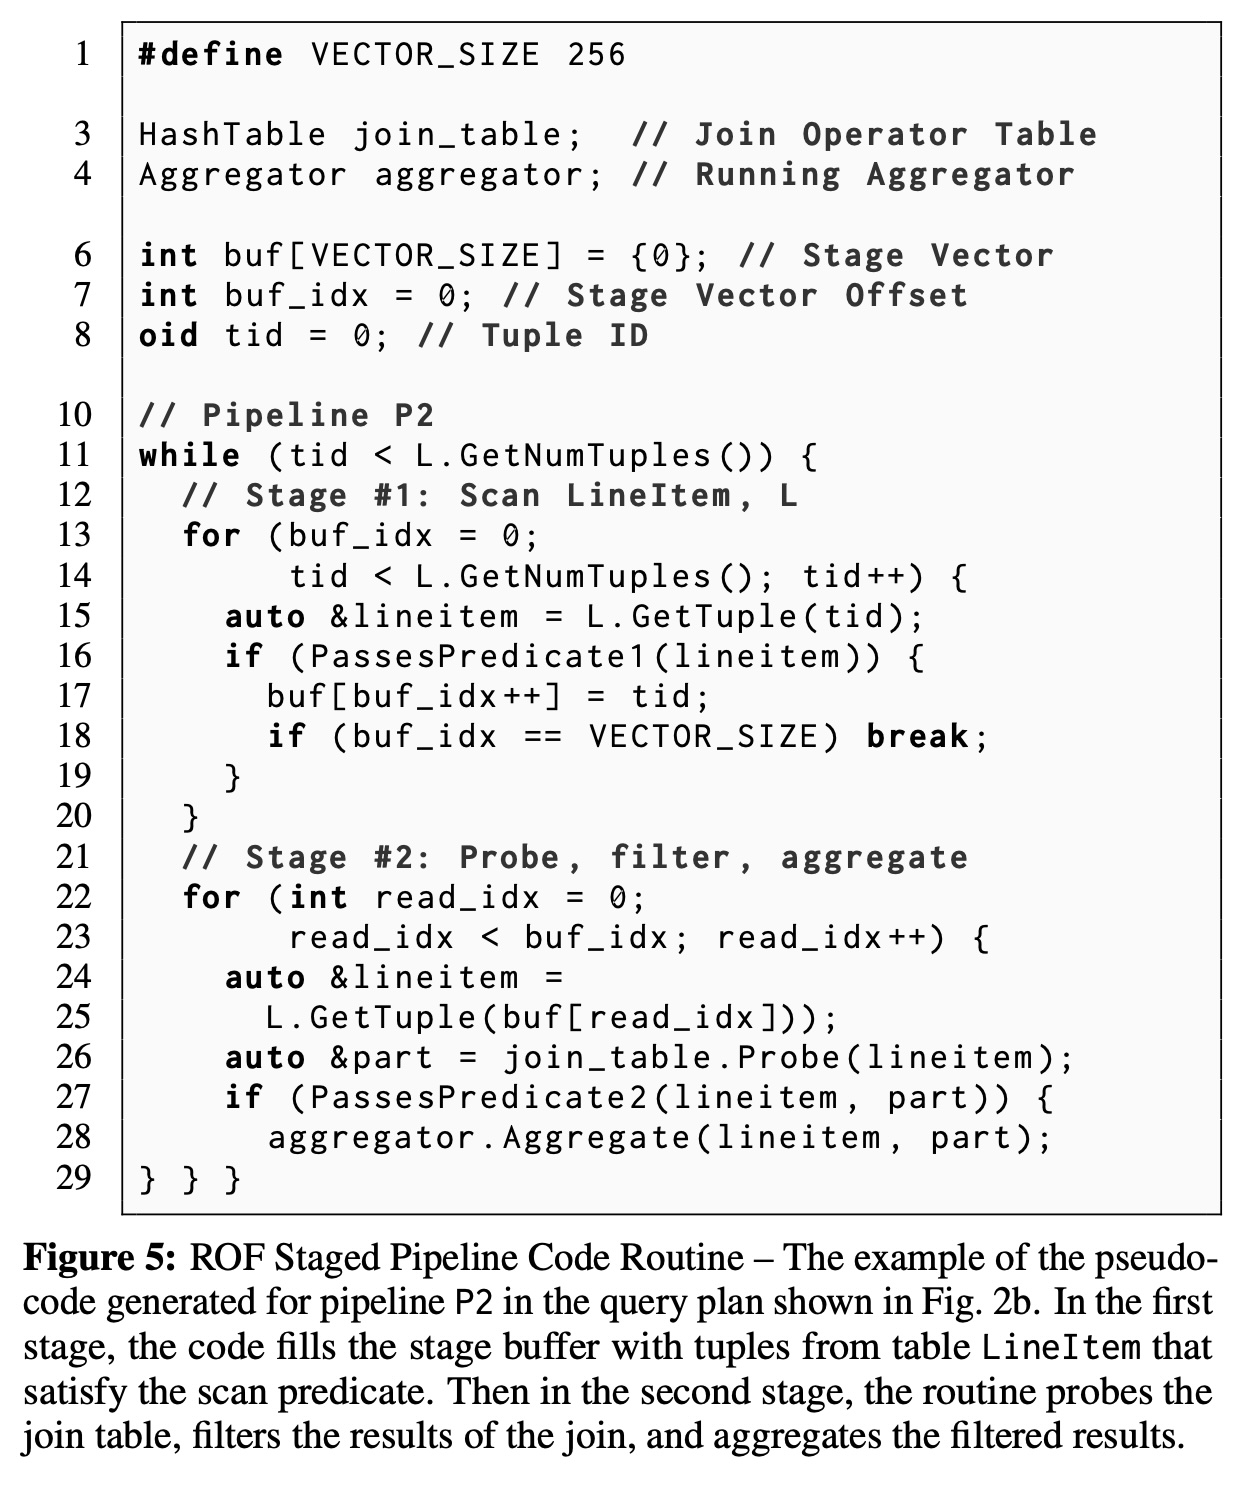 1 #define VECTOR_SIZE 256
3 HashTable join_table; // Join Operator Table
4 Aggregator aggregator; // Running Aggregator
6 int buf[VECTOR_SIZE] = {0}; // Stage Vector
7 int buf_idx = 0; // Stage Vector Offset
8 oid tid = 0; // Tuple ID
10 // Pipeline P2
11 while (tid < L.GetNumTuples()) {
12 // Stage #1: Scan LineItem, L
13 for (buf_idx = 0;
14 tid < L.GetNumTuples(); tid++) {
15 auto &lineitem = L.GetTuple(tid);
16 if (PassesPredicate1(lineitem)) {
17 buf[buf_idx++] = tid;
18 if (buf_idx == VECTOR_SIZE) break;
19 }
20 }
21 // Stage #2: Probe, filter, aggregate
22 for (int read_idx = 0;
23 read_idx < buf_idx; read_idx++) {
24 auto &lineitem =
25 L.GetTuple(buf[read_idx]));
26 auto &part = join_table.Probe(lineitem);
27 if (PassesPredicate2(lineitem, part)) {
28 aggregator.Aggregate(lineitem, part);
29 } } }
Figure 5: ROF Staged Pipeline Code Routine – The example of the pseudo-
code generated for pipeline P2 in the query plan shown in Fig. 2b. In the first
stage, the code fills the stage buffer with tuples from table LineItem that
satisfy the scan predicate. Then in the second stage, the routine probes the
join table, filters the results of the join, and aggregates the filtered results.